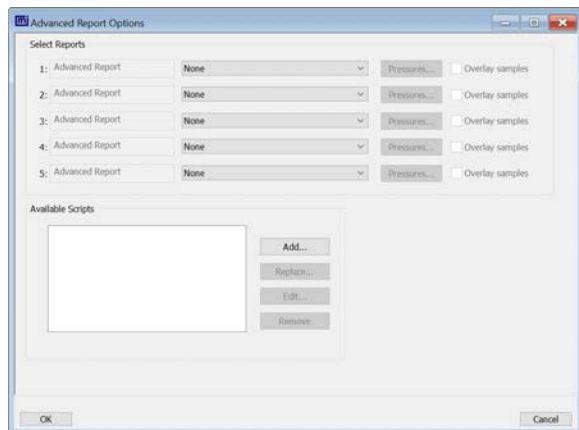 Advanced Report Options
Select Reports
1: Advanced Report None Pressures... Overlay samples
2: Advanced Report None Pressures... Overlay samples
3: Advanced Report None Pressures... Overlay samples
4: Advanced Report None Pressures... Overlay samples
5: Advanced Report None Pressures... Overlay samples
Available Scripts
Add...
Replace...
Edit...
Remove
OK Cancel